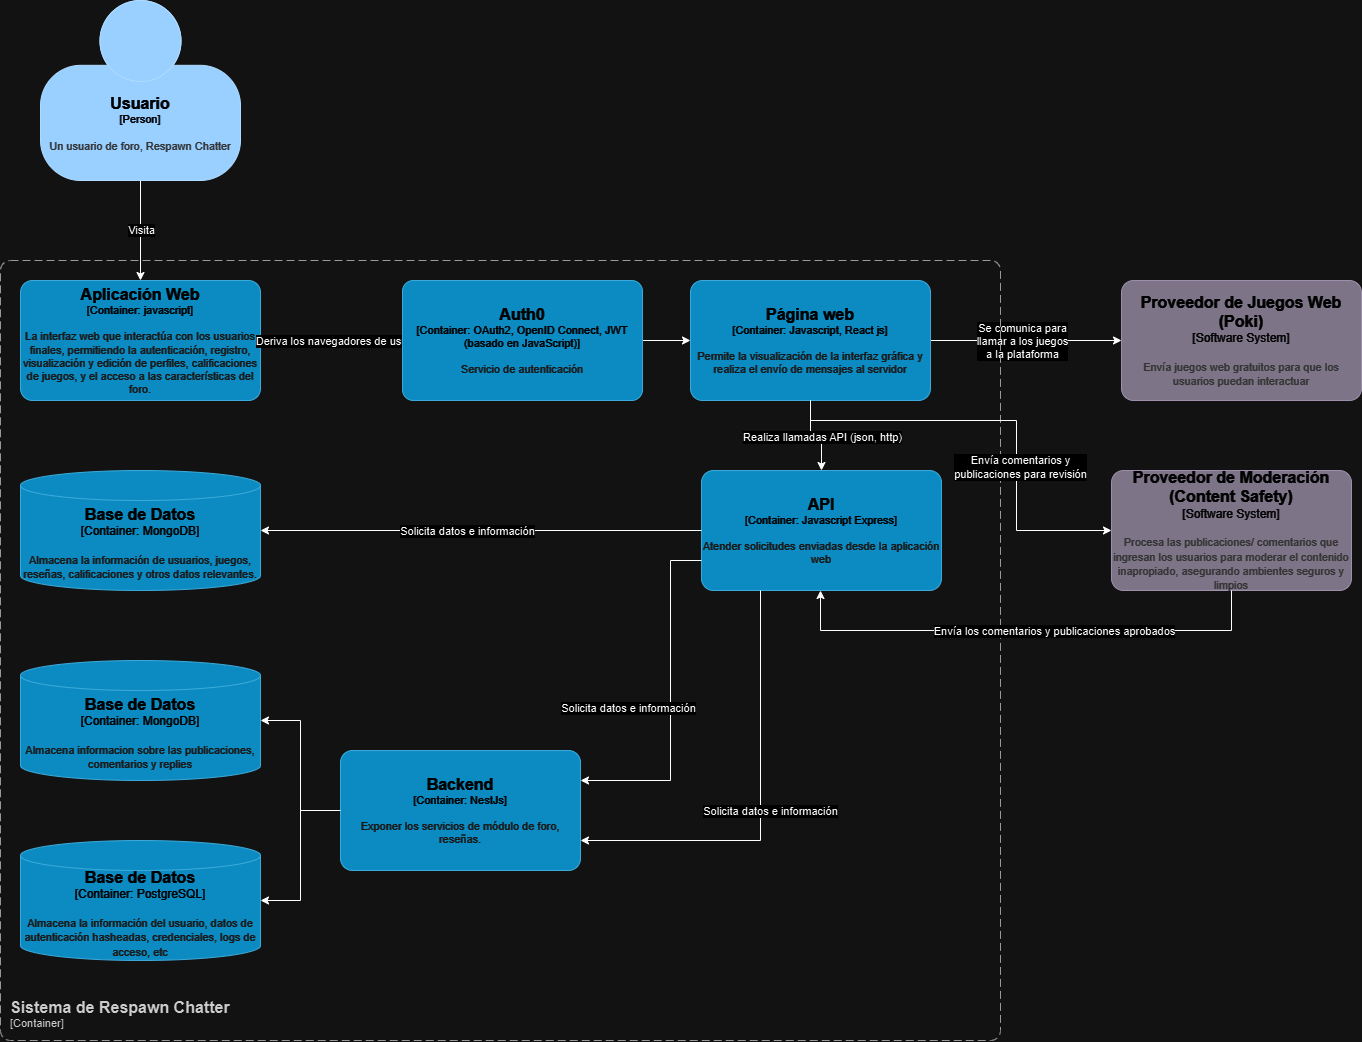 Usuario
[Person]
Un usuario de foro, Respawn Chatter
Visita
Aplicación Web
[Container: javascript]
La interfaz web que interactúa con los usuarios
finales, permitiendo la autenticación, registro,
visualización y edición de perfiles, calificaciones
de juegos, y el acceso a las características del
foro.
Deriva los navegadores de us
Auth0
[Container: OAuth2, OpenID Connect, JWT
(basado en JavaScript)]
Servicio de autenticación
Página web
[Container: Javascript, React js]
Permite la visualización de la interfaz gráfica y
realiza el envío de mensajes al servidor
Se comunica para
llamar a los juegos
a la plataforma
Proveedor de Juegos Web
(Poki)
[Software System]
Envía juegos web gratuitos para que los
usuarios puedan interactuar
Realiza llamadas API (json, http)
Envía comentarios y
publicaciones para revisión
Base de Datos
[Container: MongoDB]
Almacena la información de usuarios, juegos,
reseñas, calificaciones y otros datos relevantes.
Solicita datos e información
API
[Container: Javascript Express]
Atender solicitudes enviadas desde la aplicación
web
Proveedor de Moderación
(Content Safety)
[Software System]
Procesa las publicaciones/ comentarios que
ingresan los usuarios para moderar el contenido
inapropiado, asegurando ambientes seguros y
limpios
Envía los comentarios y publicaciones aprobados
Base de Datos
[Container: MongoDB]
Almacena informacion sobre las publicaciones,
comentarios y replies
Solicita datos e información
Backend
[Container: NestJs]
Exponer los servicios de módulo de foro,
reseñas.
Solicita datos e información
Base de Datos
[Container: PostgreSQL]
Almacena la información del usuario, datos de
autenticación hasheadas, credenciales, logs de
acceso, etc
Sistema de Respawn Chatter
[Container]